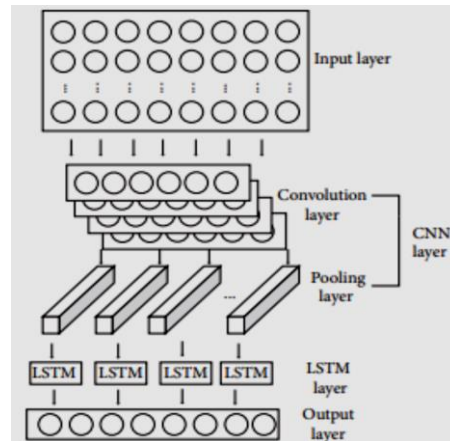 Input layer
Convolution
layer
CNN
layer
Pooling
layer
...
LSTM
LSTM
LSTM
LSTM
LSTM
layer
Output
layer